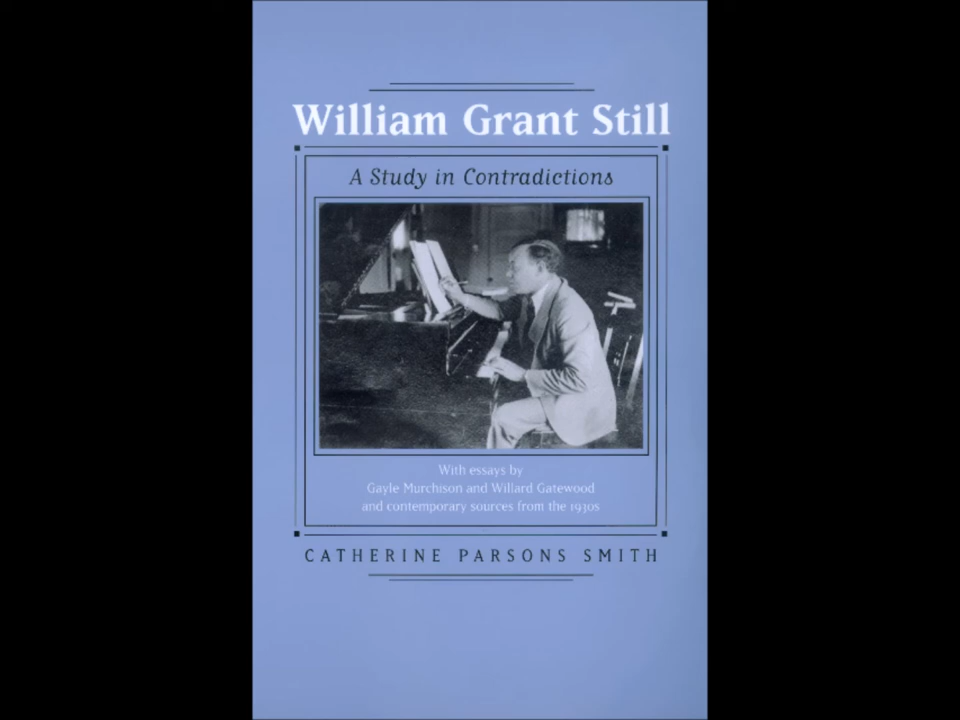 William Grant Still
A Study in Contradictions
With essays by
Gayle Murchison and Willard Gatewood
and contemporary sources from the 1930s
CATHERINE PARSONS SMITH